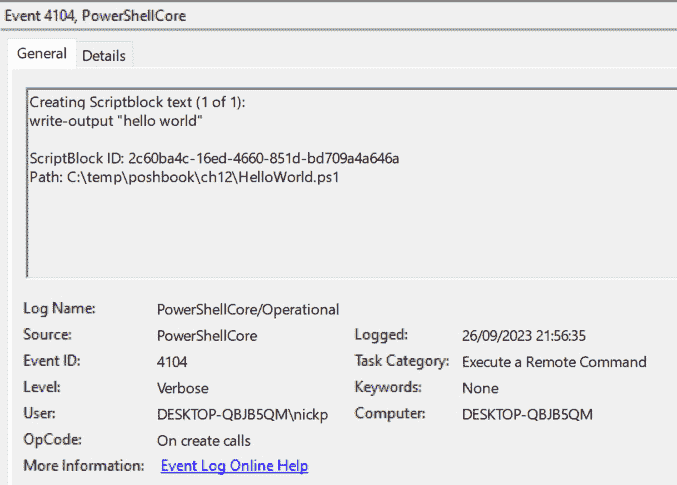 Event 4104, PowerShellCore
General Details
Creating Scriptblock text (1 of 1):
write-output "hello world"
ScriptBlock ID: 2c60ba4c-16ed-4660-851d-bd709a4a646a
Path: C:\temp\poshbook\ch12\HelloWorld.ps1
Log Name: PowerShellCore/Operational
Source: PowerShellCore Logged: 26/09/2023 21:56:35
Event ID: 4104 Task Category: Execute a Remote Command
Level: Verbose Keywords: None
User: DESKTOP-QBJB5QM\nickp Computer: DESKTOP-QBJB5QM
OpCode: On create calls
More Information: Event Log Online Help